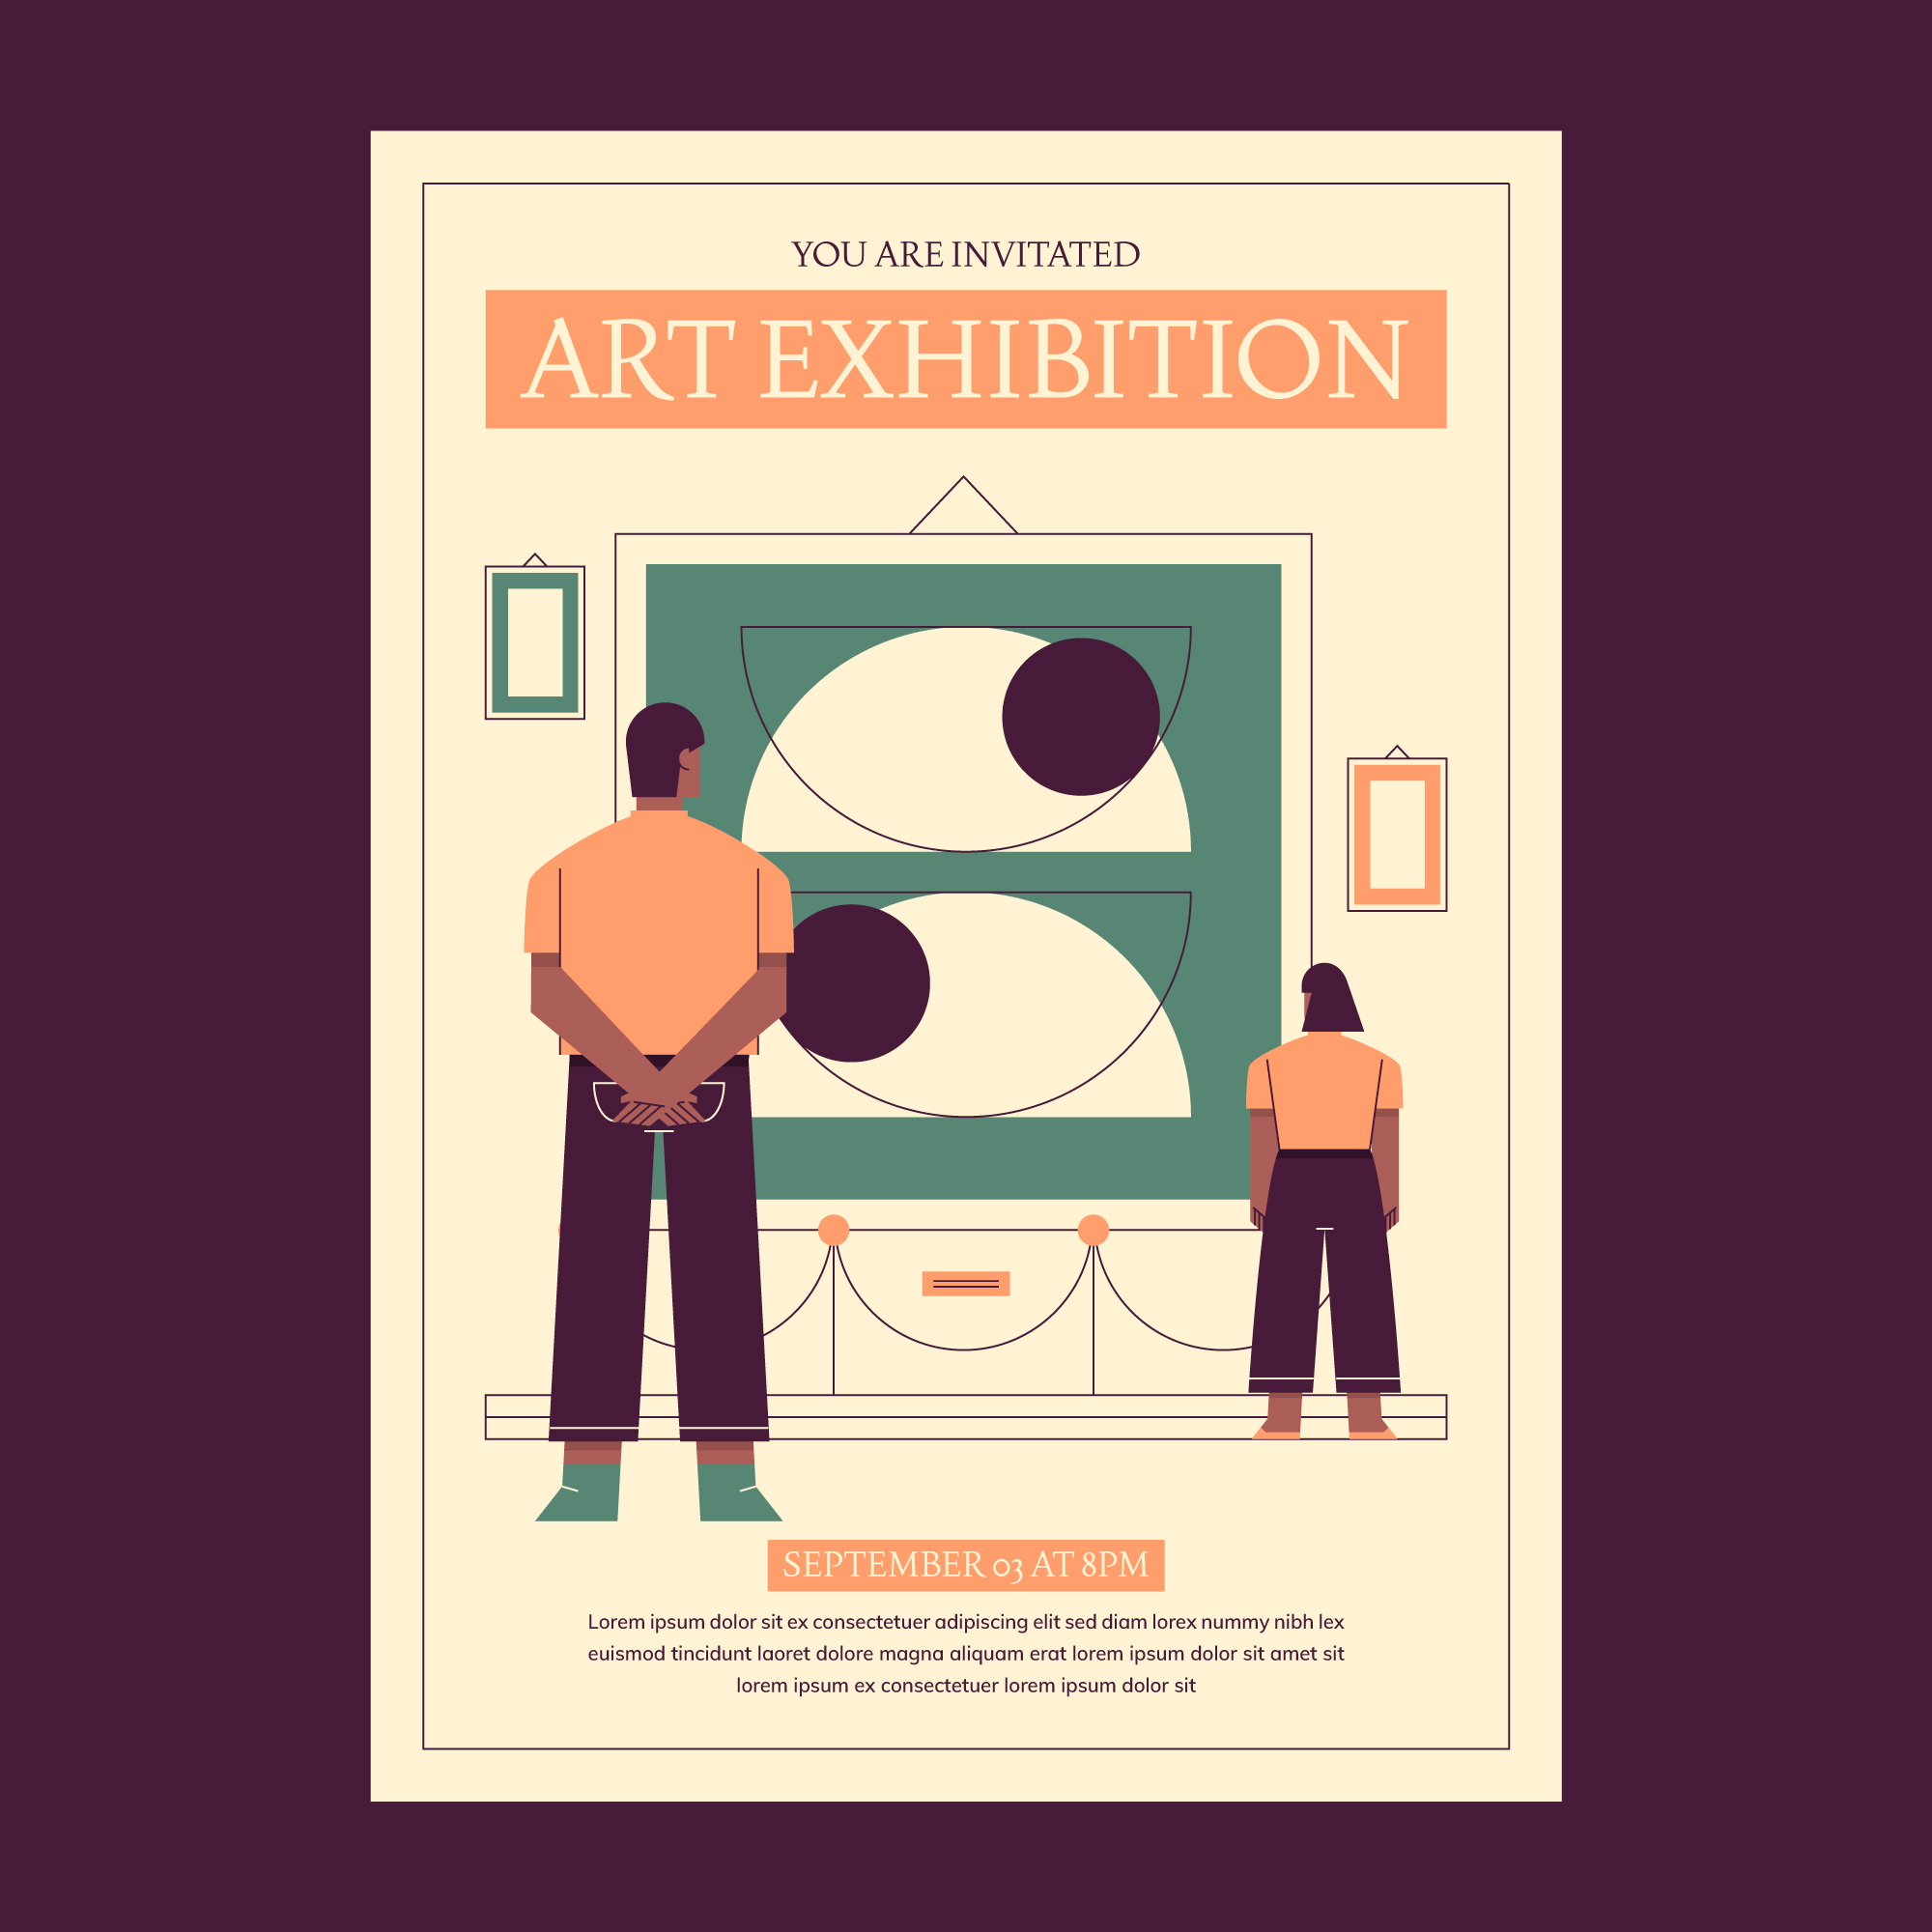 YOU ARE INVITATED
ART EXHIBITION
SEPTEMBER 03 AT 8PM
Lorem ipsum dolor sit ex consectetuer adipiscing elit sed diam lorex nummy nibh lex
euismod tincidunt laoret dolore magna aliquam erat lorem ipsum dolor sit amet sit
lorem ipsum ex consectetuer lorem ipsum dolor sit